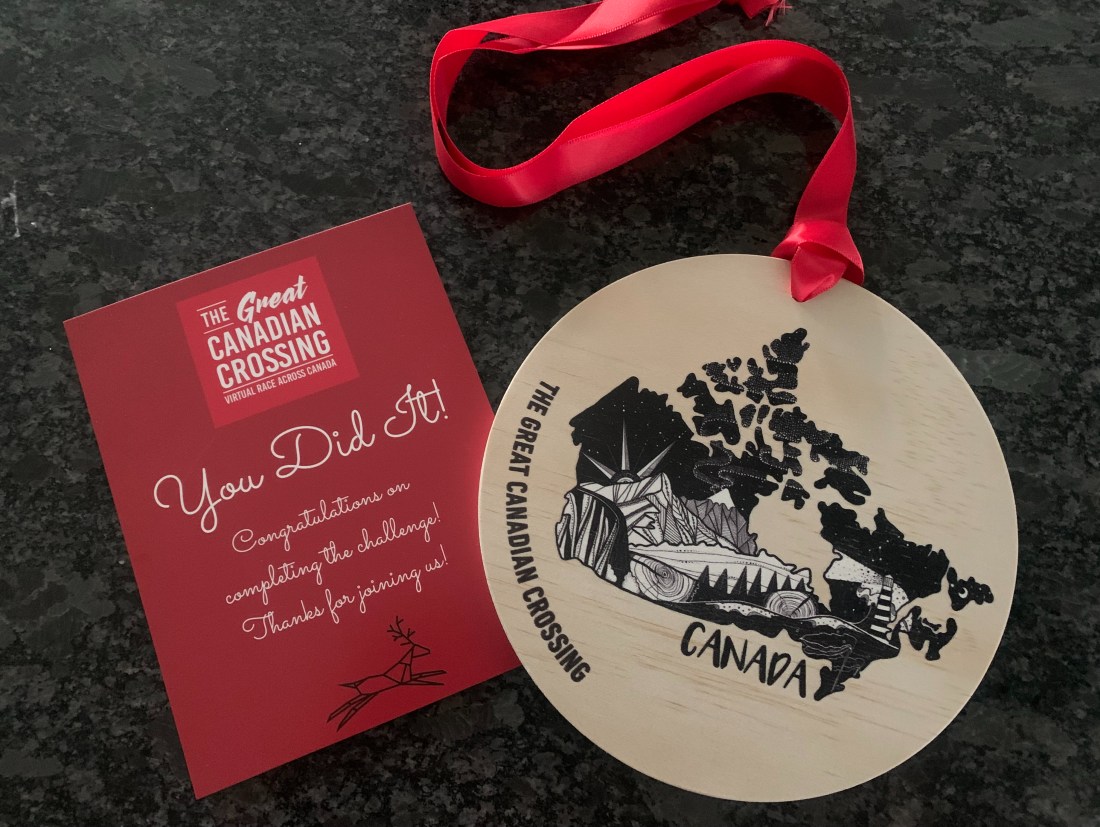 THE Great
CANADIAN
CROSSING
VIRTUAL RACE ACROSS CANADA
You Did It!
Congratulations on
completing the challenge!
Thanks for joining us!
THE GREAT CANADIAN CROSSING
CANADA